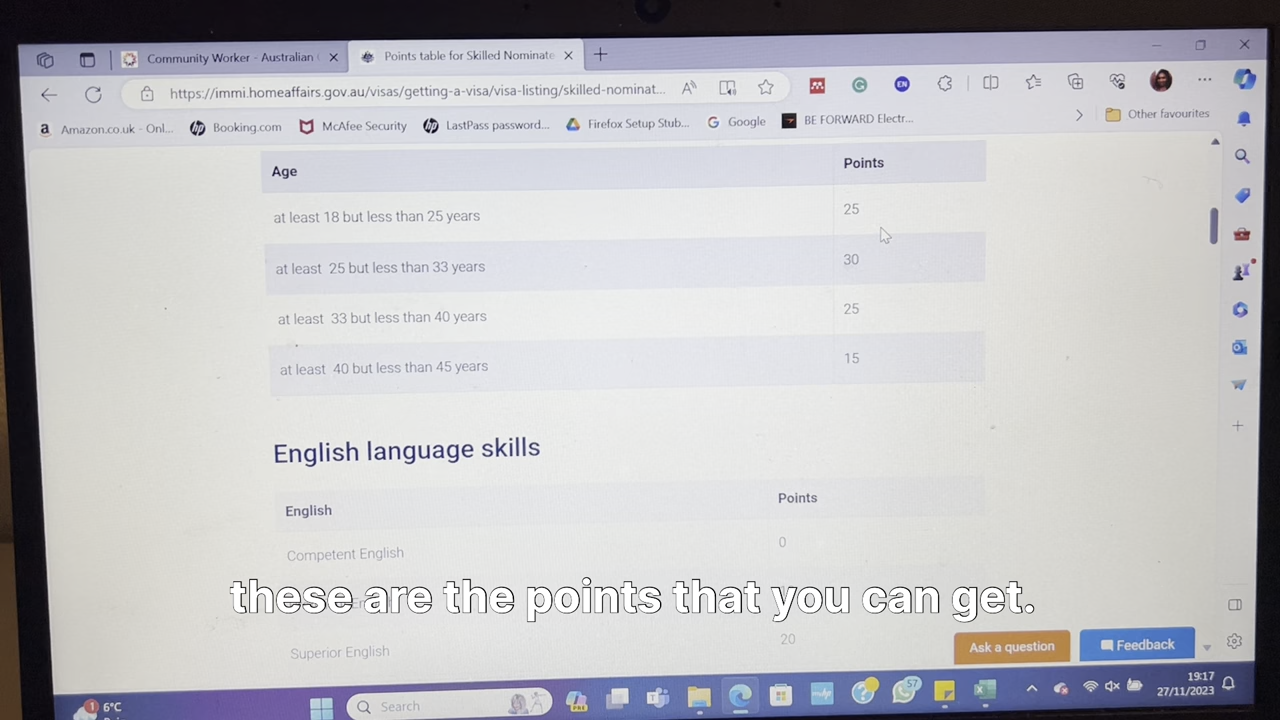 Community Worker - Australian
Points table for Skilled Nominate
https://immi.homeaffairs.gov.au/visas/getting-a-visa/visa-listing/skilled-nominat...
Amazon.co.uk - Onl...
Booking.com
McAfee Security
LastPass password...
Firefox Setup Stub...
Google
BE FORWARD Electr...
Other favourites
Age Points
at least 18 but less than 25 years 25
at least 25 but less than 33 years 30
at least 33 but less than 40 years 25
at least 40 but less than 45 years 15
English language skills
English Points
Competent English 0
these are the points that you can get.
Superior English 20
Ask a question
Feedback
1
6°C
Search
57
19:17
27/11/2023